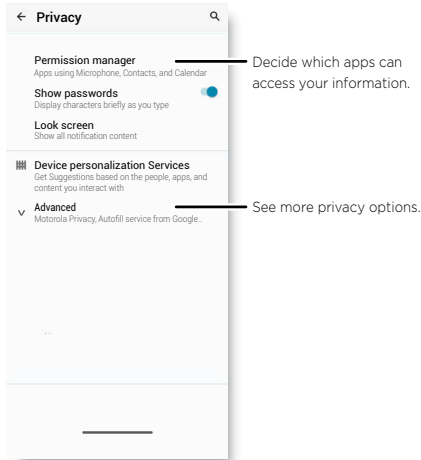 Privacy
Permission manager
Apps using Microphone, Contacts, and Calendar
Show passwords
Display characters briefly as you type
Look screen
Show all notification content
Device personalization Services
Get Suggestions based on the people, apps, and
content you interact with
Advanced
Motorola Privacy, Autofill service from Google..
Decide which apps can
access your information.
See more privacy options.